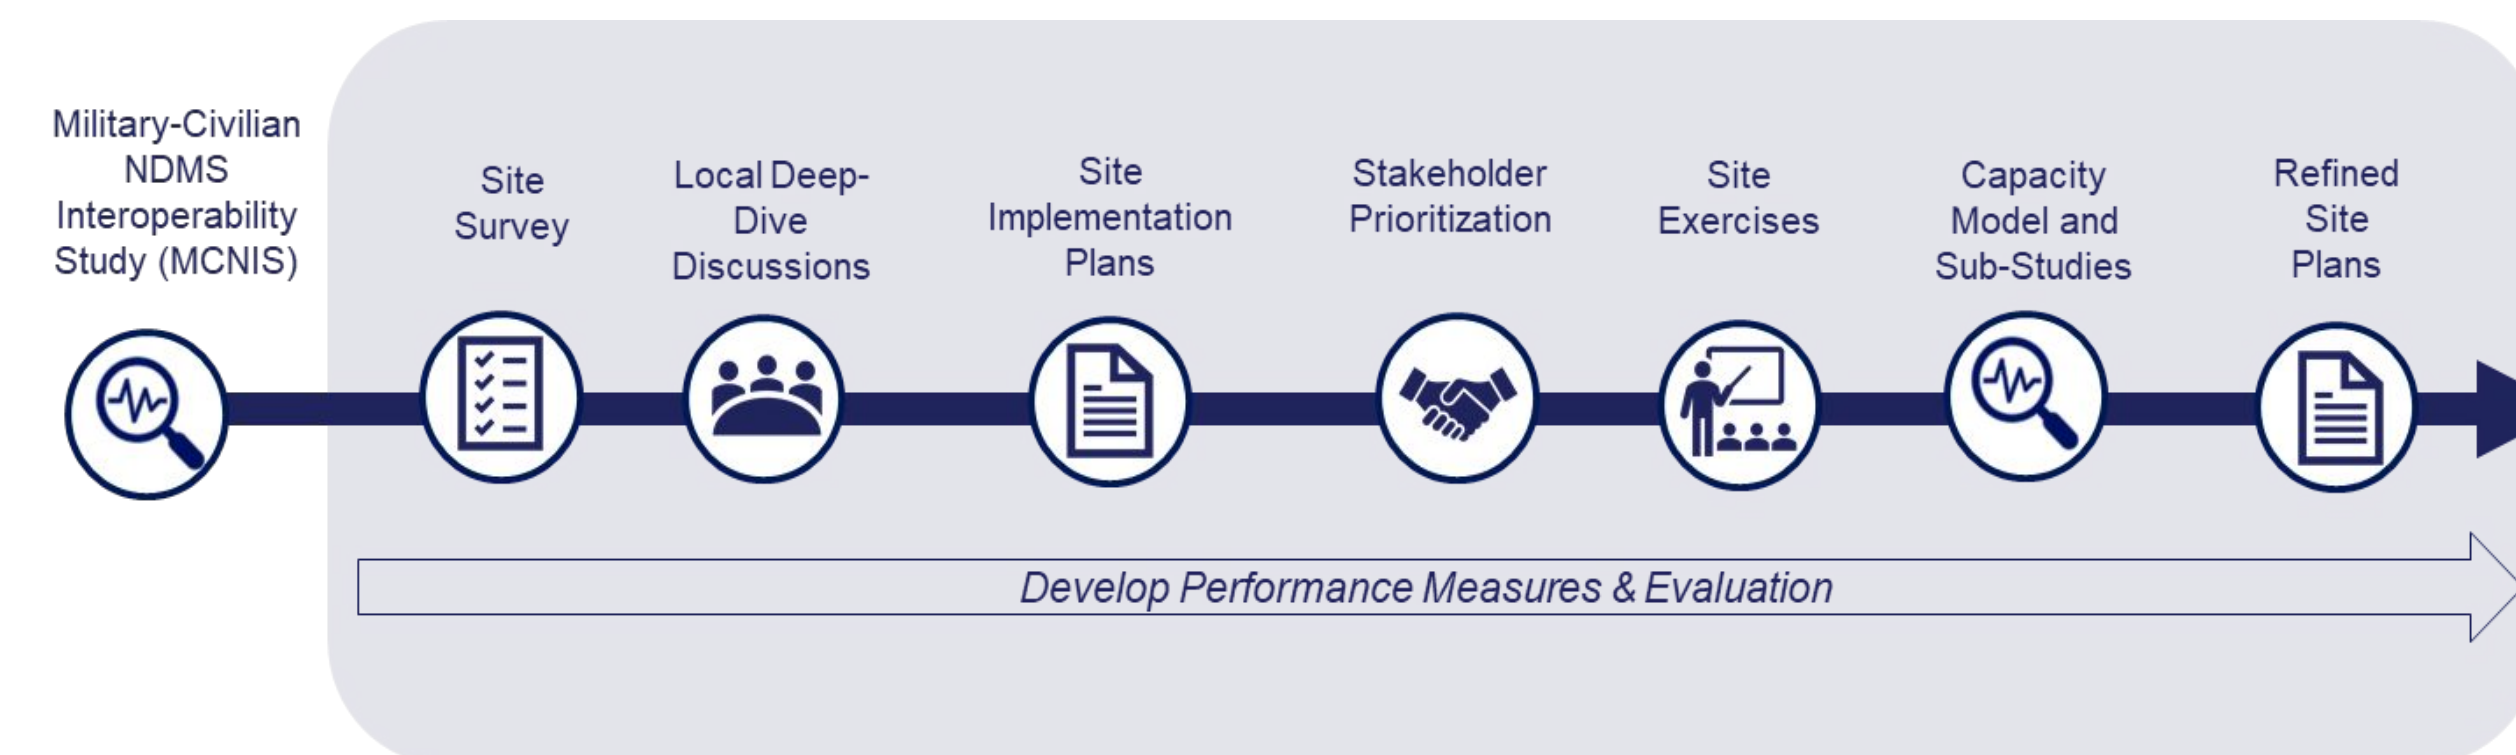 Military-Civilian
NDMS
Interoperability
Study (MCNIS)
Site
Survey
Local Deep-
Dive
Discussions
Site
Implementation
Plans
Stakeholder
Prioritization
Site
Exercises
Capacity
Model and
Sub-Studies
Refined
Site
Plans
Develop Performance Measures & Evaluation